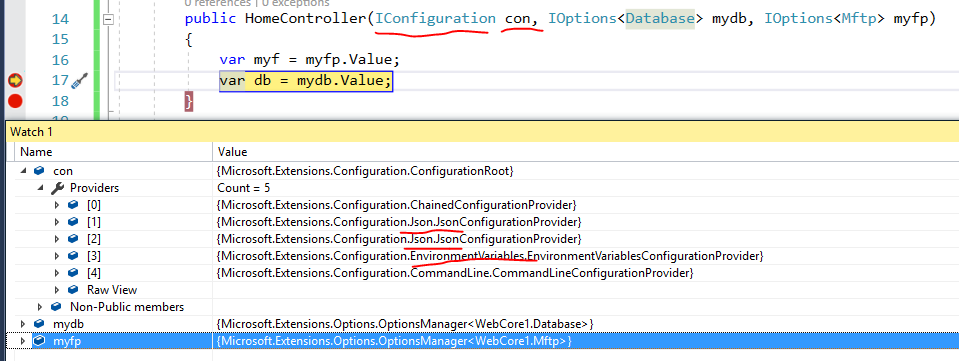 0 references | 0 exceptions
14 public HomeController(IConfiguration con, IOptions<Database> mydb, IOptions<Mftp> myfp)
15 {
16 var myf = myfp.Value;
17 var db = mydb.Value;
18 }
Watch 1
Name Value
con {Microsoft.Extensions.Configuration.ConfigurationRoot}
Providers Count = 5
[0] {Microsoft.Extensions.Configuration.ChainedConfigurationProvider}
[1] {Microsoft.Extensions.Configuration.Json.JsonConfigurationProvider}
[2] {Microsoft.Extensions.Configuration.Json.JsonConfigurationProvider}
[3] {Microsoft.Extensions.Configuration.EnvironmentVariables.EnvironmentVariablesConfigurationProvider}
[4] {Microsoft.Extensions.Configuration.CommandLine.CommandLineConfigurationProvider}
Raw View
Non-Public members
mydb {Microsoft.Extensions.Options.OptionsManager<WebCore1.Database>}
myfp {Microsoft.Extensions.Options.OptionsManager<WebCore1.Mftp>}